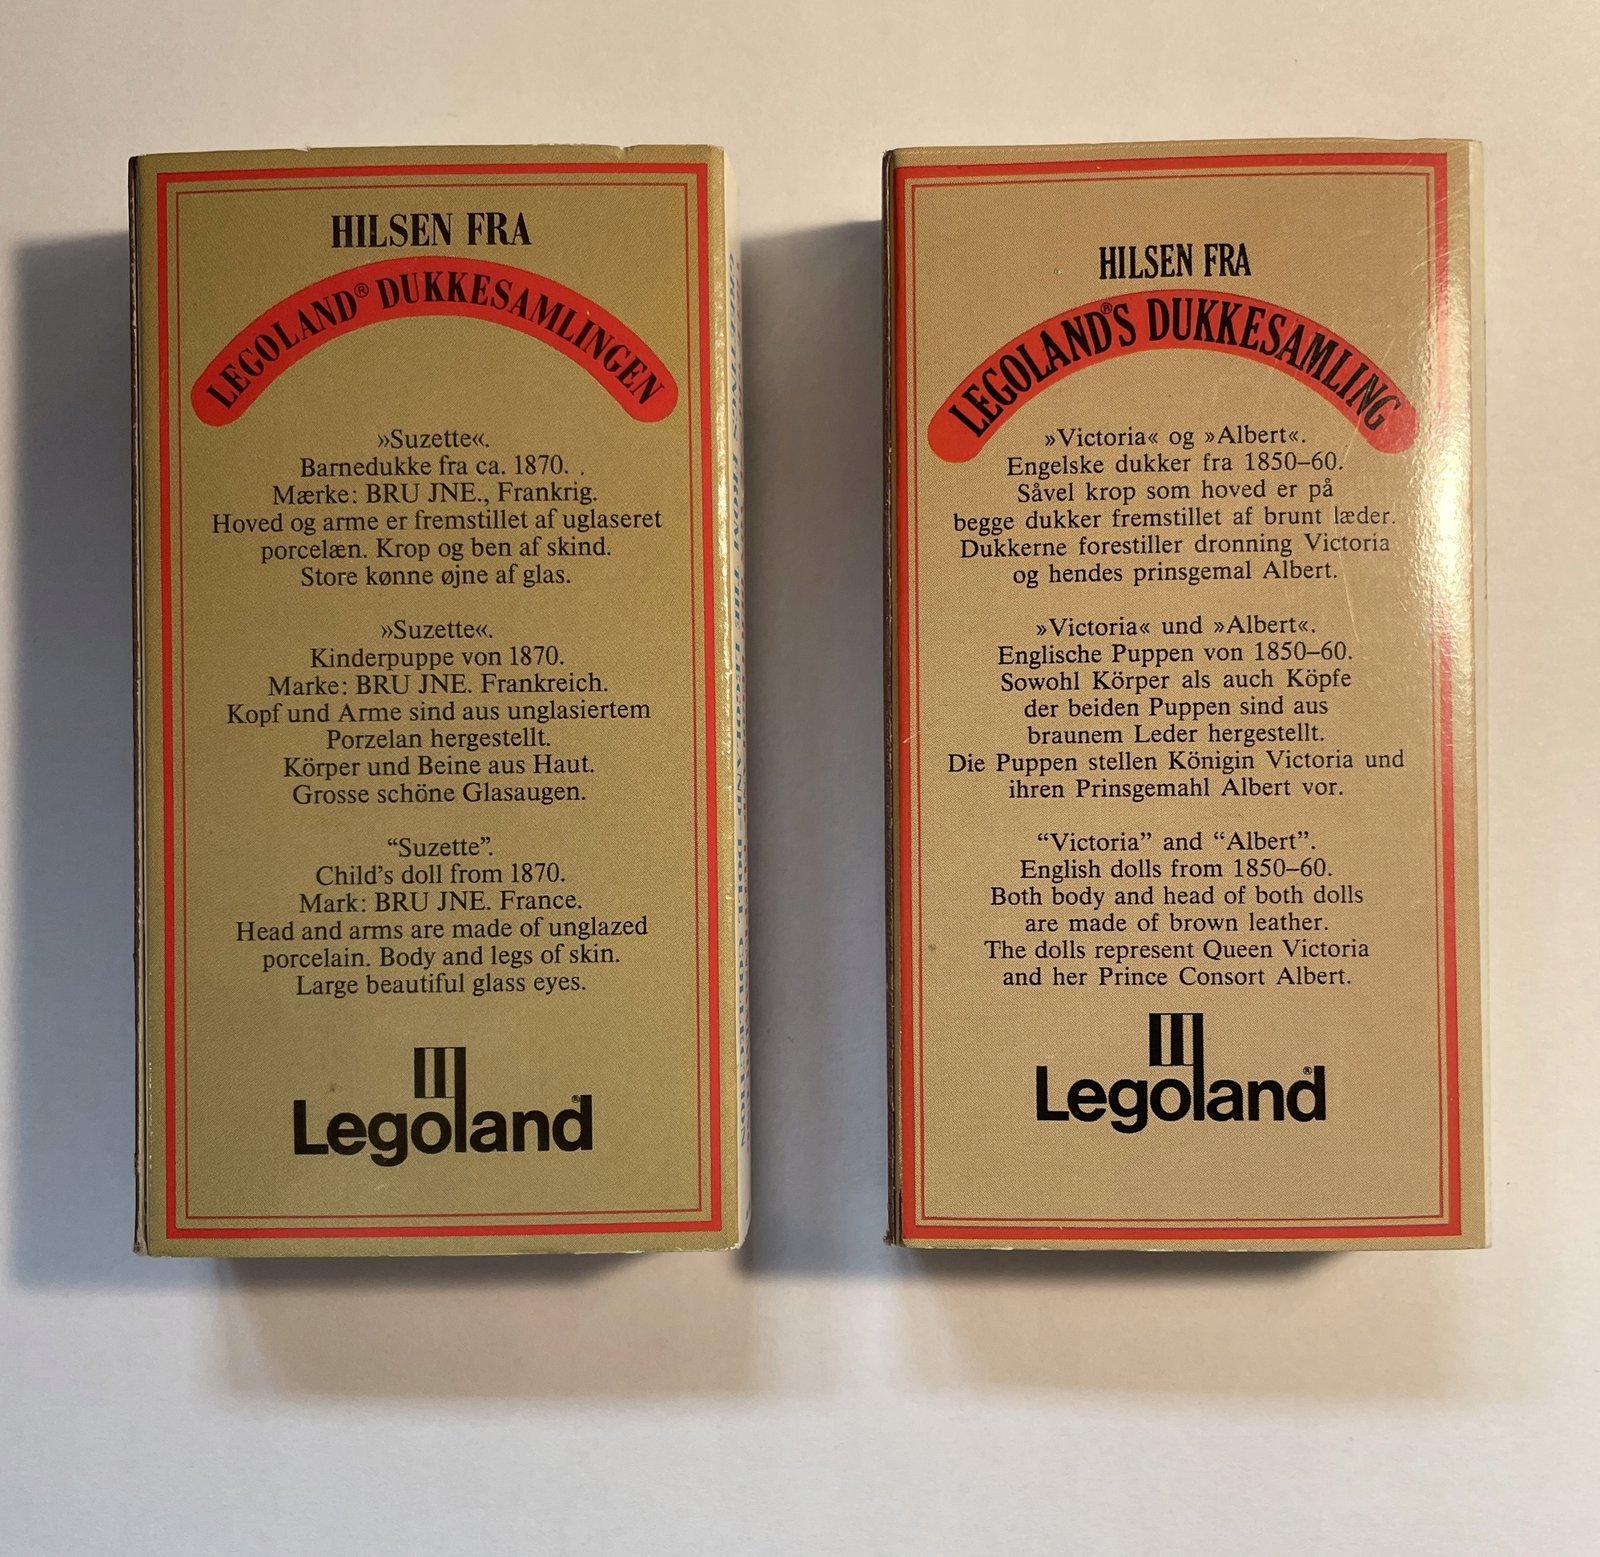 HILSEN FRA
LEGOLAND® DUKKESAMLINGEN
»Suzette«.
Barnedukke fra ca. 1870.
Mærke: BRU JNE., Frankrig.
Hoved og arme er fremstillet af uglaseret
porcelæn. Krop og ben af skind.
Store kønne øjne af glas.
»Suzette«.
Kinderpuppe von 1870.
Marke: BRU JNE. Frankreich.
Kopf und Arme sind aus unglasiertem
Porzelan hergestellt.
Körper und Beine aus Haut.
Grosse schöne Glasaugen.
“Suzette”.
Child’s doll from 1870.
Mark: BRU JNE. France.
Head and arms are made of unglazed
porcelain. Body and legs of skin.
Large beautiful glass eyes.
Legoland®
GREETINGS FROM THE LEGOLAND DOLL COLLECTION
HILSEN FRA
LEGOLAND®S DUKKESAMLING
»Victoria« og »Albert«.
Engelske dukker fra 1850–60.
Såvel krop som hoved er på
begge dukker fremstillet af brunt læder.
Dukkerne forestiller dronning Victoria
og hendes prinsgemal Albert.
»Victoria« und »Albert«.
Englische Puppen von 1850–60.
Sowohl Körper als auch Köpfe
der beiden Puppen sind aus
braunem Leder hergestellt.
Die Puppen stellen Königin Victoria und
ihren Prinsgemahl Albert vor.
“Victoria” and “Albert”.
English dolls from 1850–60.
Both body and head of both dolls
are made of brown leather.
The dolls represent Queen Victoria
and her Prince Consort Albert.
Legoland®